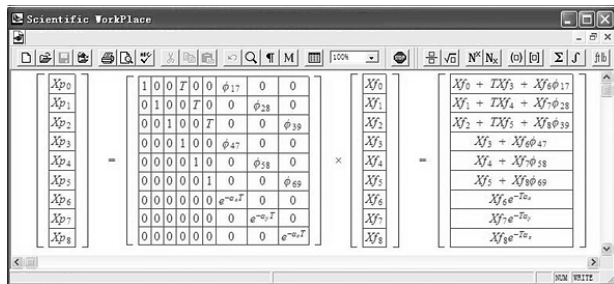 Scientific WorkPlace
100%
Xp₀ 1 0 0 T 0 0 ϕ₁₇ 0 0 Xf₀ Xf₀ + TXf₃ + Xf₆ϕ₁₇
Xp₁ 0 1 0 0 T 0 0 ϕ₂₈ 0 Xf₁ Xf₁ + TXf₄ + Xf₇ϕ₂₈
Xp₂ 0 0 1 0 0 T 0 0 ϕ₃₉ Xf₂ Xf₂ + TXf₅ + Xf₈ϕ₃₉
Xp₃ 0 0 0 1 0 0 ϕ₄₇ 0 0 Xf₃ Xf₃ + Xf₆ϕ₄₇
Xp₄ = 0 0 0 0 1 0 0 ϕ₅₈ 0 × Xf₄ = Xf₄ + Xf₇ϕ₅₈
Xp₅ 0 0 0 0 0 1 0 0 ϕ₆₉ Xf₅ Xf₅ + Xf₈ϕ₆₉
Xp₆ 0 0 0 0 0 0 e^{-αₓT} 0 0 Xf₆ Xf₆e^{-Tαₓ}
Xp₇ 0 0 0 0 0 0 0 e^{-α_yT} 0 Xf₇ Xf₇e^{-Tα_y}
Xp₈ 0 0 0 0 0 0 0 0 e^{-α_zT} Xf₈ Xf₈e^{-Tα_z}
NUM WRITE